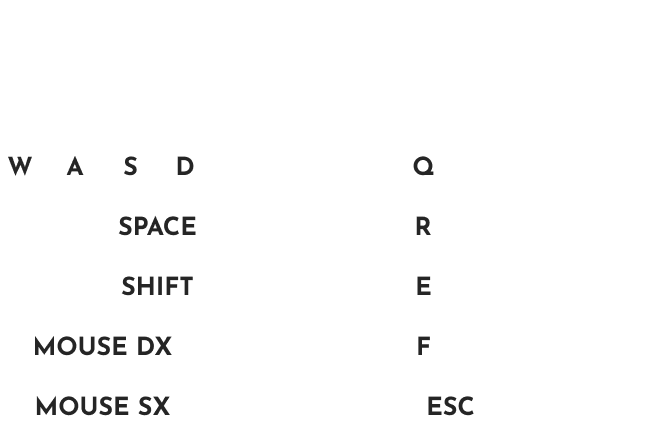 W A S D
SPACE
SHIFT
MOUSE DX
MOUSE SX
Q
R
E
F
ESC